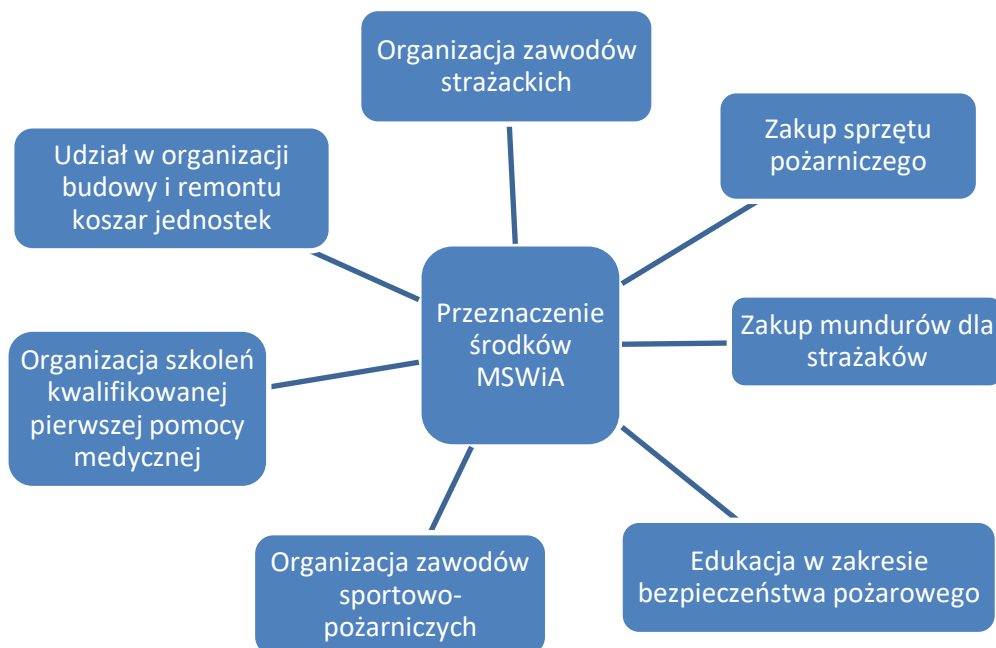 Organizacja zawodów
strażackich
Zakup sprzętu
pożarniczego
Udział w organizacji
budowy i remontu
koszar jednostek
Przeznaczenie
środków
MSWiA
Zakup mundurów dla
strażaków
Organizacja szkoleń
kwalifikowanej
pierwszej pomocy
medycznej
Organizacja zawodów
sportowo-
pożarniczych
Edukacja w zakresie
bezpieczeństwa pożarowego